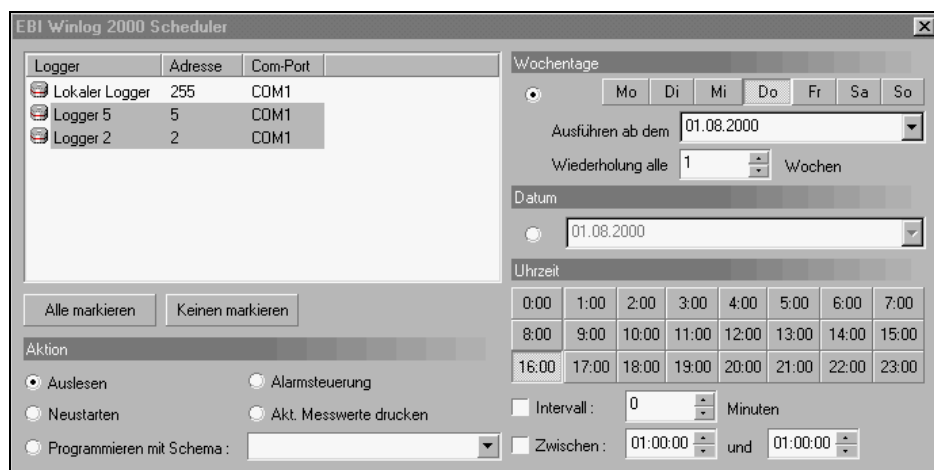 EBI Winlog 2000 Scheduler
Logger Adresse Com-Port
Lokaler Logger 255 COM1
Logger 5 5 COM1
Logger 2 2 COM1
Alle markieren Keinen markieren
Aktion
Auslesen Alarmsteuerung
Neustarten Akt. Messwerte drucken
Programmieren mit Schema :
Wochentage
Mo Di Mi Do Fr Sa So
Ausführen ab dem 01.08.2000
Wiederholung alle 1 Wochen
Datum
01.08.2000
Uhrzeit
0:00 1:00 2:00 3:00 4:00 5:00 6:00 7:00
8:00 9:00 10:00 11:00 12:00 13:00 14:00 15:00
16:00 17:00 18:00 19:00 20:00 21:00 22:00 23:00
Intervall : 0 Minuten
Zwischen : 01:00:00 und 01:00:00